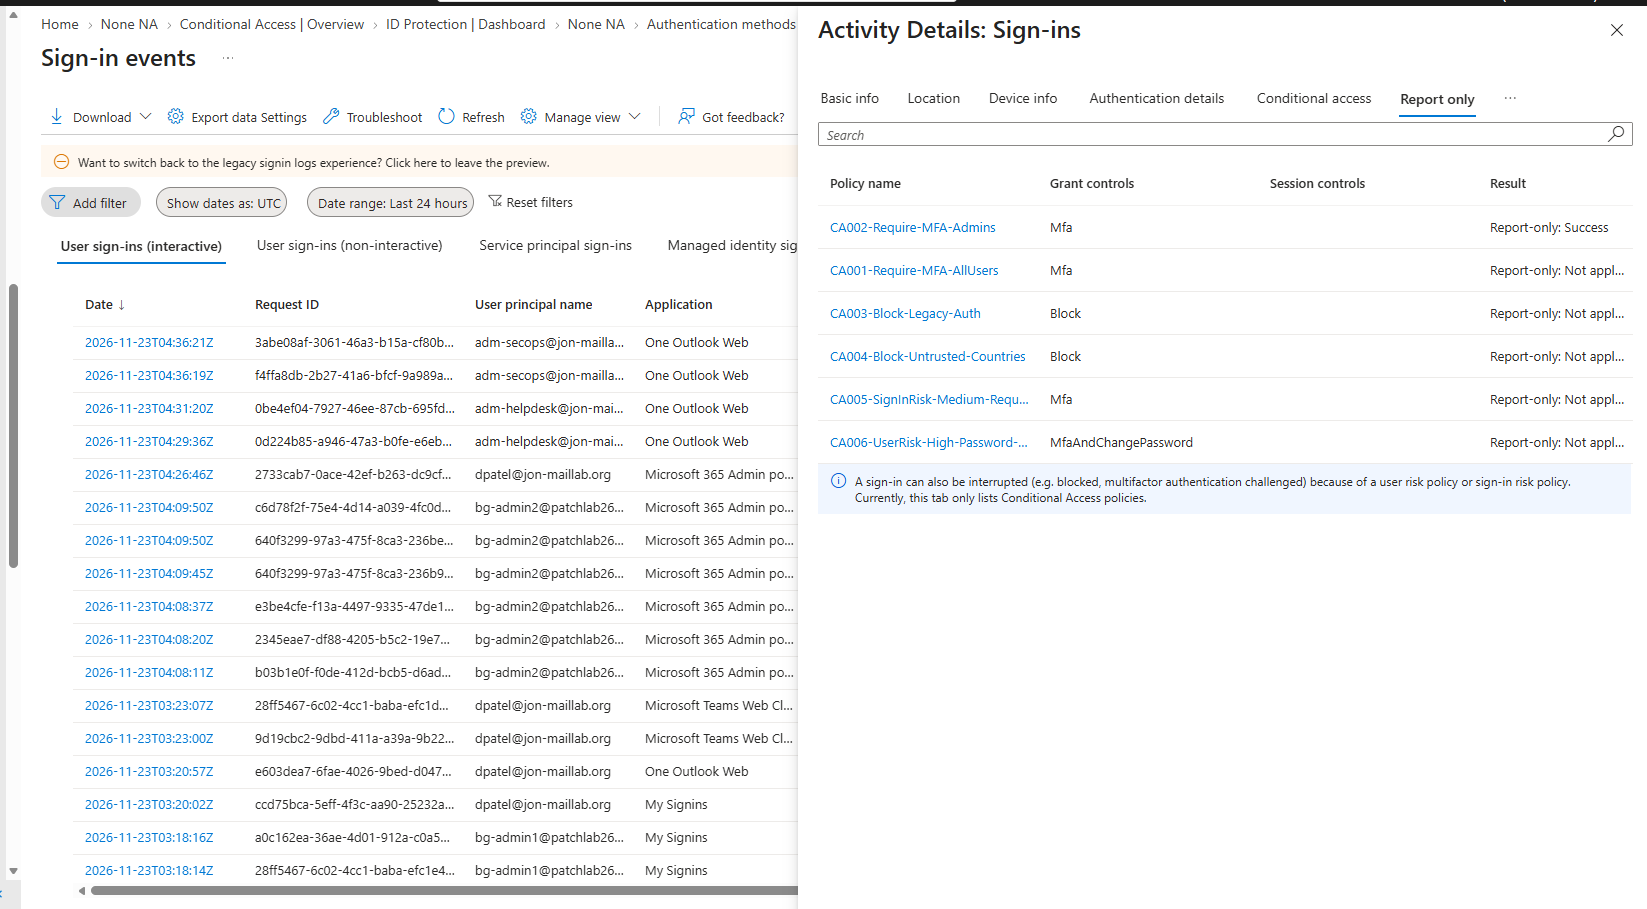 Home > None NA > Conditional Access | Overview > ID Protection | Dashboard > None NA > Authentication methods
Sign-in events ...
Download
Export data Settings
Troubleshoot
Refresh
Manage view
Got feedback?
Want to switch back to the legacy signin logs experience? Click here to leave the preview.
Add filter
Show dates as: UTC
Date range: Last 24 hours
Reset filters
User sign-ins (interactive)
User sign-ins (non-interactive)
Service principal sign-ins
Managed identity sig
Date ↓ Request ID User principal name Application
2026-11-23T04:36:21Z 3abe08af-3061-46a3-b15a-cf80b... adm-secops@jon-mailla... One Outlook Web
2026-11-23T04:36:19Z f4ffa8db-2b27-41a6-bfcf-9a989a... adm-secops@jon-mailla... One Outlook Web
2026-11-23T04:31:20Z 0be4ef04-7927-46ee-87cb-695fd... adm-helpdesk@jon-mai... One Outlook Web
2026-11-23T04:29:36Z 0d224b85-a946-47a3-b0fe-e6eb... adm-helpdesk@jon-mai... One Outlook Web
2026-11-23T04:26:46Z 2733cab7-0ace-42ef-b263-dc9cf... dpatel@jon-maillab.org Microsoft 365 Admin po...
2026-11-23T04:09:50Z c6d78f2f-75e4-4d14-a039-4fc0d... bg-admin2@patchlab26... Microsoft 365 Admin po...
2026-11-23T04:09:50Z 640f3299-97a3-475f-8ca3-236be... bg-admin2@patchlab26... Microsoft 365 Admin po...
2026-11-23T04:09:45Z 640f3299-97a3-475f-8ca3-236b9... bg-admin2@patchlab26... Microsoft 365 Admin po...
2026-11-23T04:08:37Z e3be4cfe-f13a-4497-9335-47de1... bg-admin2@patchlab26... Microsoft 365 Admin po...
2026-11-23T04:08:20Z 2345eae7-df88-4205-b5c2-19e7... bg-admin2@patchlab26... Microsoft 365 Admin po...
2026-11-23T04:08:11Z b03b1e0f-f0de-412d-bcb5-d6ad... bg-admin2@patchlab26... Microsoft 365 Admin po...
2026-11-23T03:23:07Z 28ff5467-6c02-4cc1-baba-efc1d... dpatel@jon-maillab.org Microsoft Teams Web Cl...
2026-11-23T03:23:00Z 9d19cbc2-9dbd-411a-a39a-9b22... dpatel@jon-maillab.org Microsoft Teams Web Cl...
2026-11-23T03:20:57Z e603dea7-6fae-4026-9bed-d047... dpatel@jon-maillab.org One Outlook Web
2026-11-23T03:20:02Z ccd75bca-5eff-4f3c-aa90-25232a... dpatel@jon-maillab.org My Signins
2026-11-23T03:18:16Z a0c162ea-36ae-4d01-912a-c0a5... bg-admin1@patchlab26... My Signins
2026-11-23T03:18:14Z 28ff5467-6c02-4cc1-baba-efc1e4... bg-admin1@patchlab26... My Signins
Activity Details: Sign-ins
Basic info
Location
Device info
Authentication details
Conditional access
Report only
...
Search
Policy name Grant controls Session controls Result
CA002-Require-MFA-Admins Mfa Report-only: Success
CA001-Require-MFA-AllUsers Mfa Report-only: Not appl...
CA003-Block-Legacy-Auth Block Report-only: Not appl...
CA004-Block-Untrusted-Countries Block Report-only: Not appl...
CA005-SignInRisk-Medium-Requ... Mfa Report-only: Not appl...
CA006-UserRisk-High-Password-... MfaAndChangePassword Report-only: Not appl...
A sign-in can also be interrupted (e.g. blocked, multifactor authentication challenged) because of a user risk policy or sign-in risk policy.
Currently, this tab only lists Conditional Access policies.